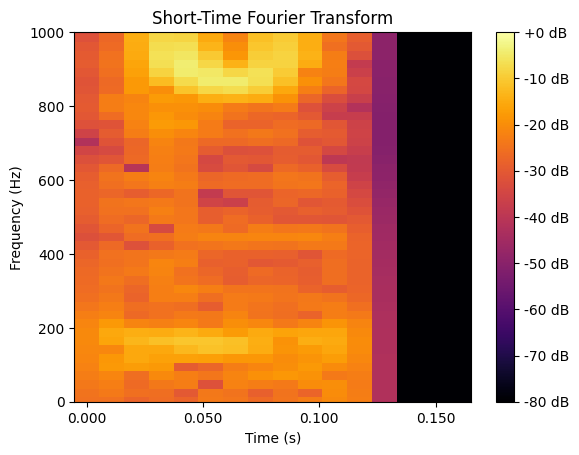 Short-Time Fourier Transform
Frequency (Hz)
1000
800
600
400
200
0
0.000
0.050
0.100
0.150
Time (s)
+0 dB
-10 dB
-20 dB
-30 dB
-40 dB
-50 dB
-60 dB
-70 dB
-80 dB